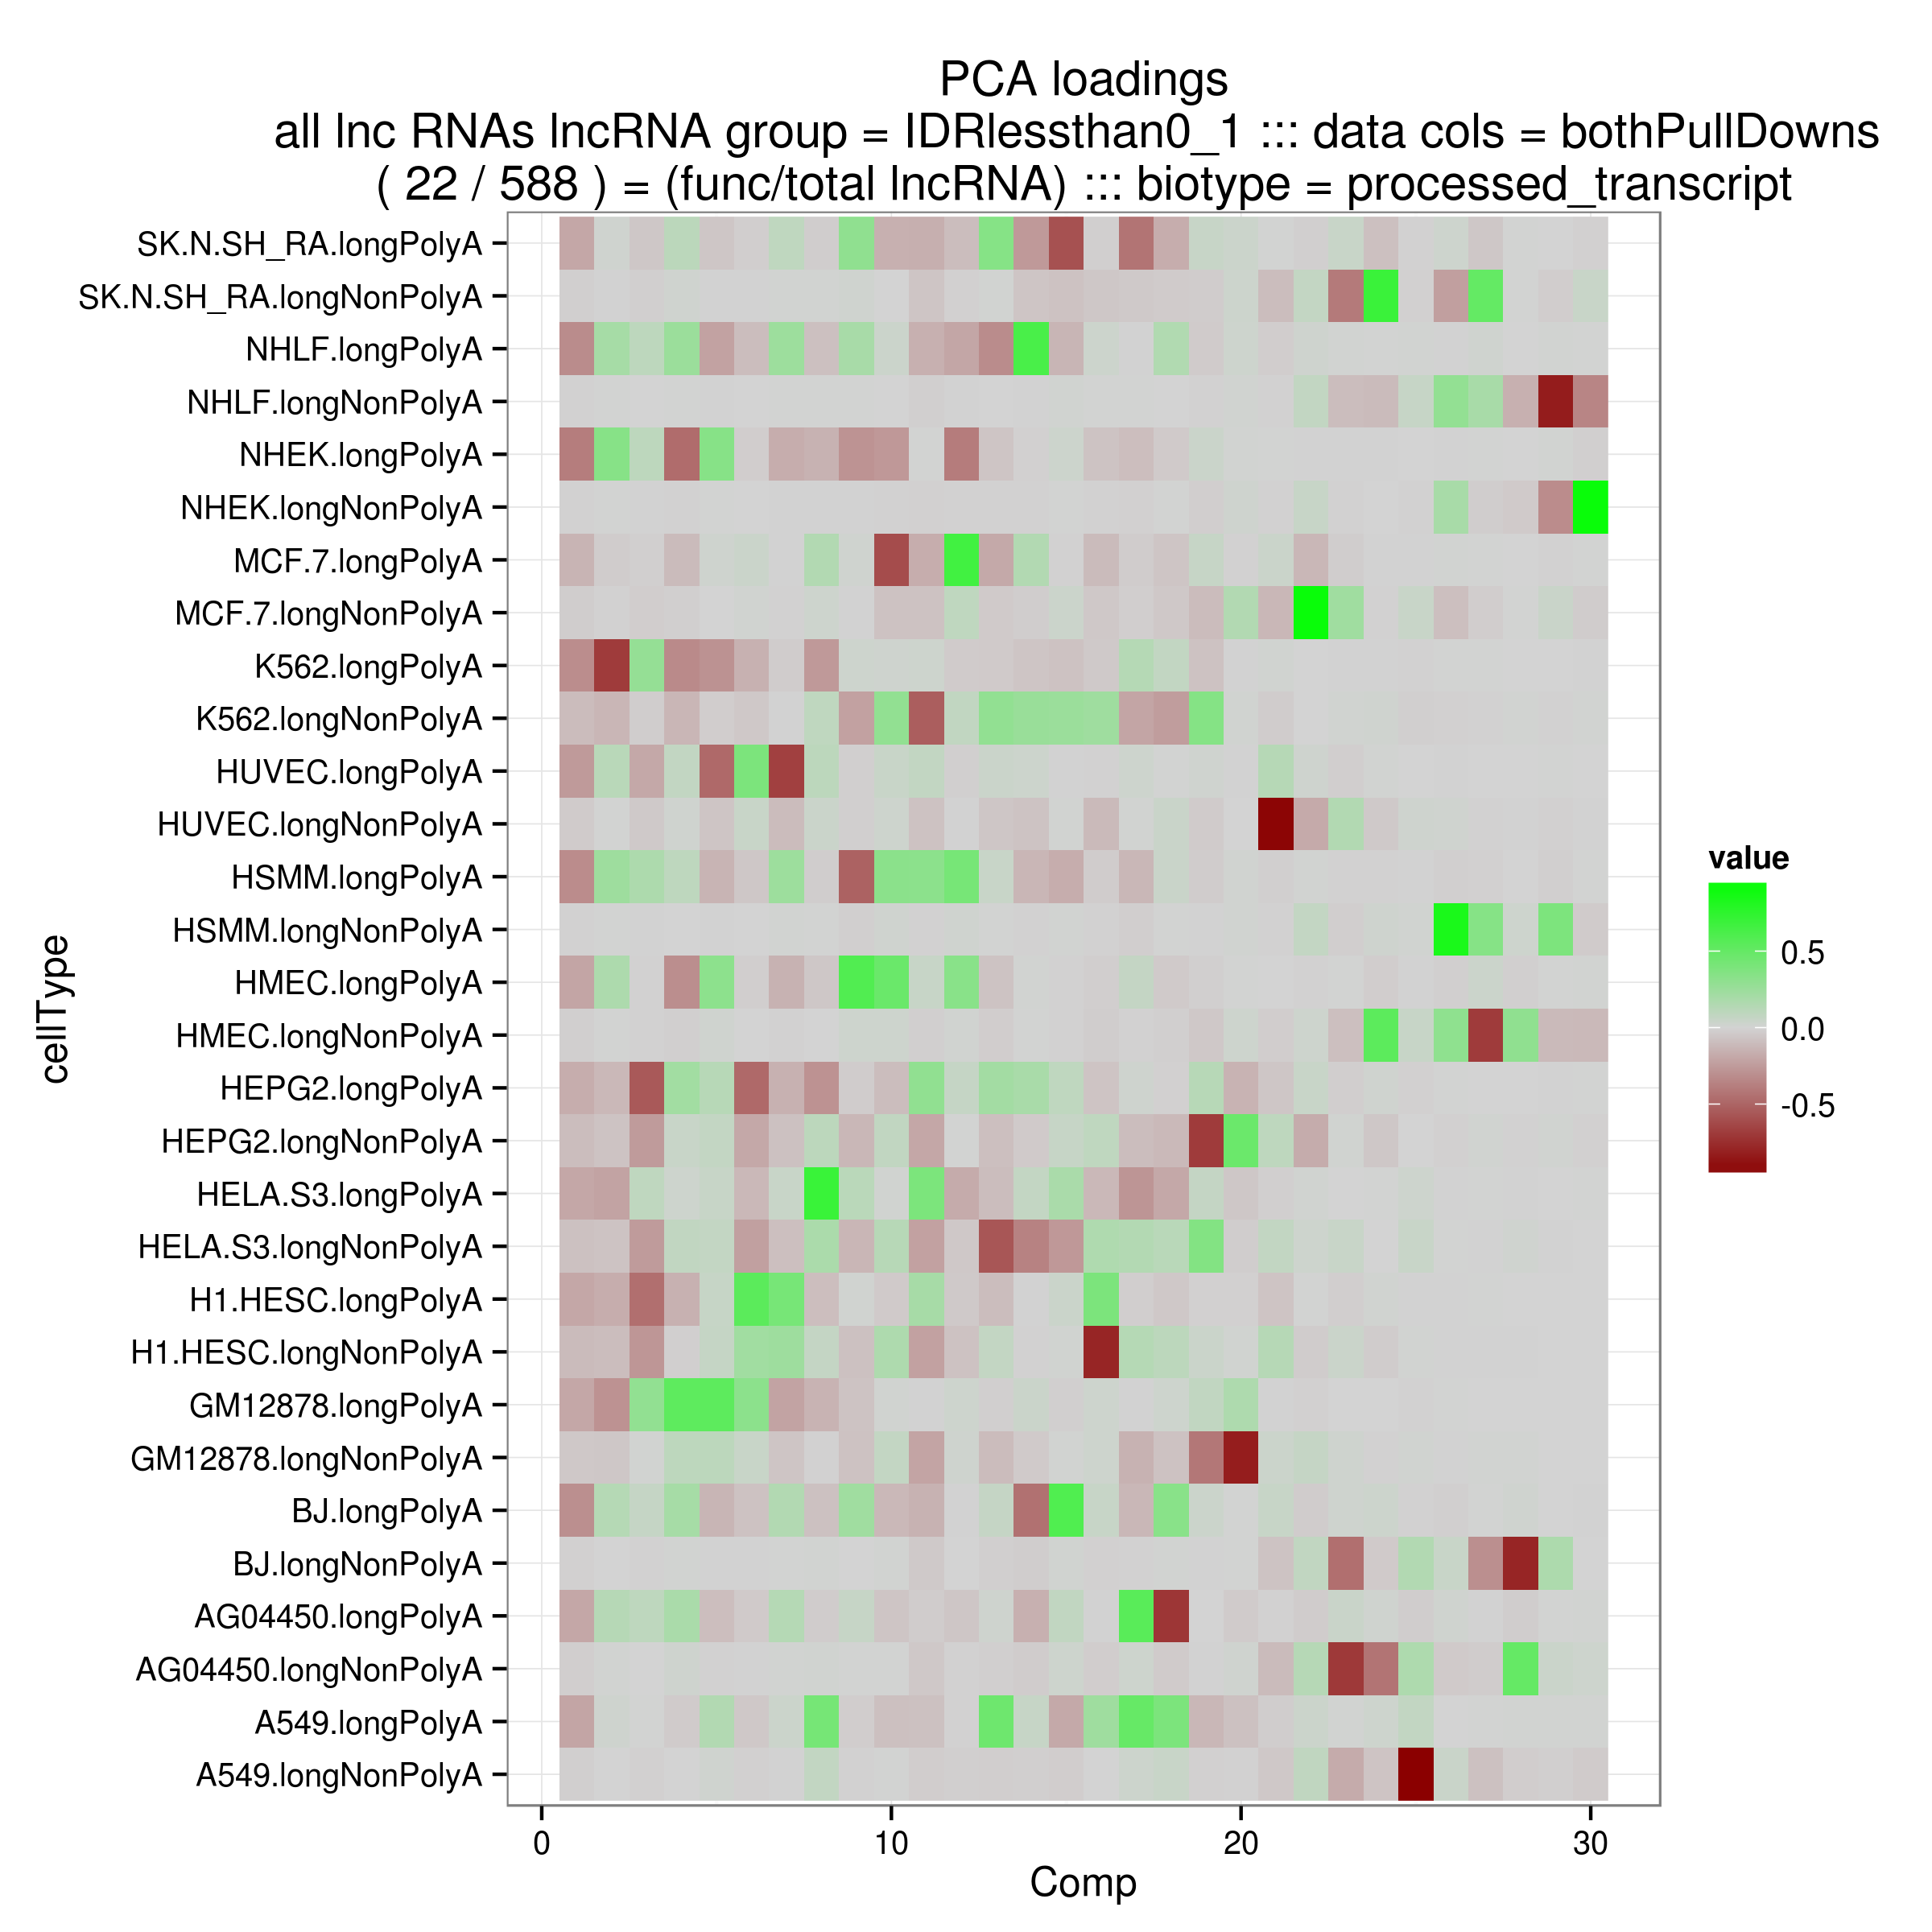 PCA loadings
all lnc RNAs lncRNA group = IDRlessthan0_1 ::: data cols = bothPullDowns
( 22 / 588 ) = (func/total lncRNA) ::: biotype = processed_transcript
SK.N.SH_RA.longPolyA
SK.N.SH_RA.longNonPolyA
NHLF.longPolyA
NHLF.longNonPolyA
NHEK.longPolyA
NHEK.longNonPolyA
MCF.7.longPolyA
MCF.7.longNonPolyA
K562.longPolyA
K562.longNonPolyA
HUVEC.longPolyA
HUVEC.longNonPolyA
HSMM.longPolyA
HSMM.longNonPolyA
HMEC.longPolyA
HMEC.longNonPolyA
HEPG2.longPolyA
HEPG2.longNonPolyA
HELA.S3.longPolyA
HELA.S3.longNonPolyA
H1.HESC.longPolyA
H1.HESC.longNonPolyA
GM12878.longPolyA
GM12878.longNonPolyA
BJ.longPolyA
BJ.longNonPolyA
AG04450.longPolyA
AG04450.longNonPolyA
A549.longPolyA
A549.longNonPolyA
cellType
0 10 20 30
Comp
value
0.5
0.0
-0.5